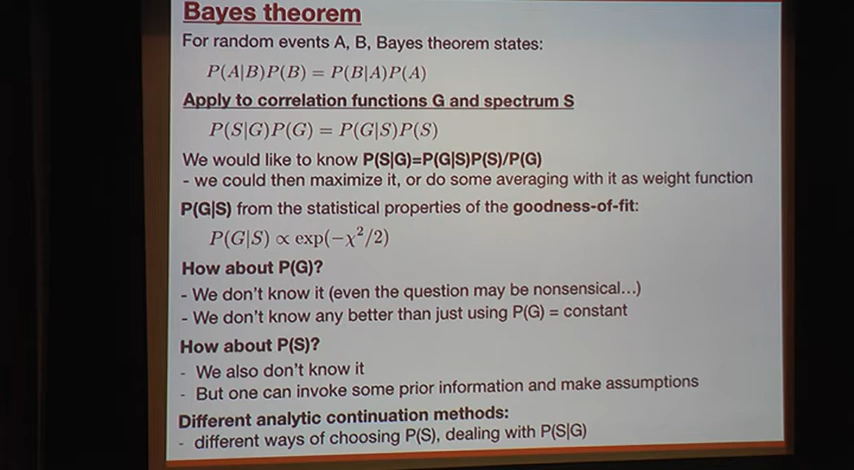 Bayes theorem
For random events A, B, Bayes theorem states:
P(A|B)P(B) = P(B|A)P(A)
Apply to correlation functions G and spectrum S
P(S|G)P(G) = P(G|S)P(S)
We would like to know P(S|G)=P(G|S)P(S)/P(G)
- we could then maximize it, or do some averaging with it as weight function
P(G|S) from the statistical properties of the goodness-of-fit:
P(G|S) ∝ exp(−χ²/2)
How about P(G)?
- We don't know it (even the question may be nonsensical...)
- We don't know any better than just using P(G) = constant
How about P(S)?
- We also don't know it
- But one can invoke some prior information and make assumptions
Different analytic continuation methods:
- different ways of choosing P(S), dealing with P(S|G)